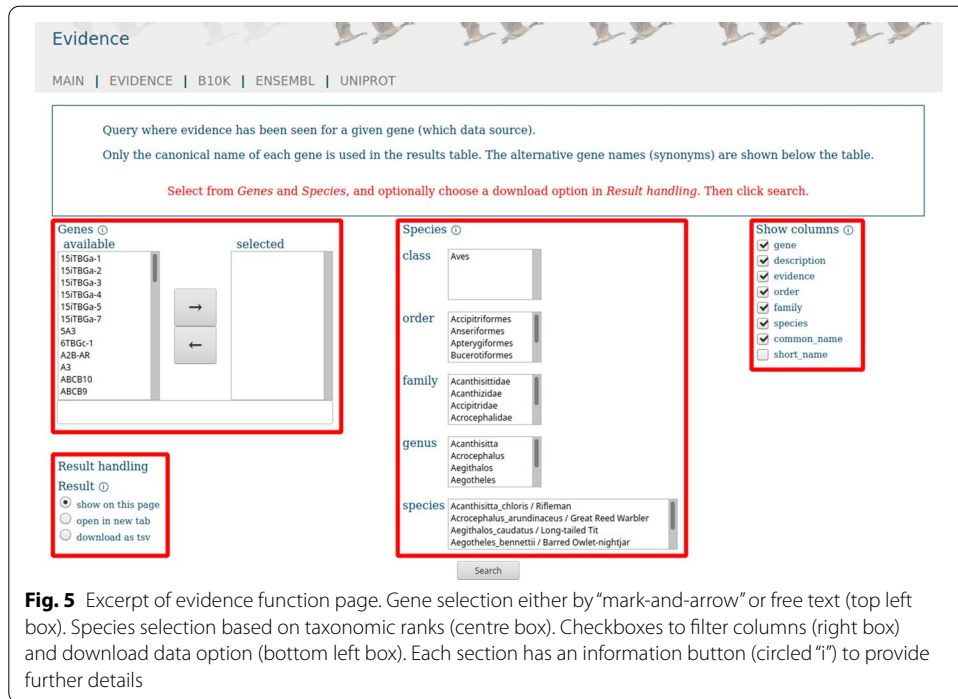 Evidence
MAIN | EVIDENCE | B10K | ENSEMBL | UNIPROT
Query where evidence has been seen for a given gene (which data source).
Only the canonical name of each gene is used in the results table. The alternative gene names (synonyms) are shown below the table.
Select from Genes and Species, and optionally choose a download option in Result handling. Then click search.
Genes ⓘ
available
selected
15iTBGa-1
15iTBGa-2
15iTBGa-3
15iTBGa-4
15iTBGa-5
15iTBGa-7
5A3
6TBGc-1
A2B-AR
A3
ABCB10
ABCB9
→
←
Result handling
Result ⓘ
show on this page
open in new tab
download as tsv
Species ⓘ
class
Aves
order
Accipitriformes
Anseriformes
Apterygiformes
Bucerotiformes
family
Acanthisittidae
Acanthizidae
Accipitridae
Acrocephalidae
genus
Acanthisitta
Acrocephalus
Aegithalos
Aegotheles
species
Acanthisitta_chloris / Rifleman
Acrocephalus_arundinaceus / Great Reed Warbler
Aegithalos_caudatus / Long-tailed Tit
Aegotheles_bennettii / Barred Owlet-nightjar
Show columns ⓘ
gene
description
evidence
order
family
species
common_name
short_name
Search
Fig. 5 Excerpt of evidence function page. Gene selection either by “mark-and-arrow” or free text (top left
box). Species selection based on taxonomic ranks (centre box). Checkboxes to filter columns (right box)
and download data option (bottom left box). Each section has an information button (circled “i”) to provide
further details